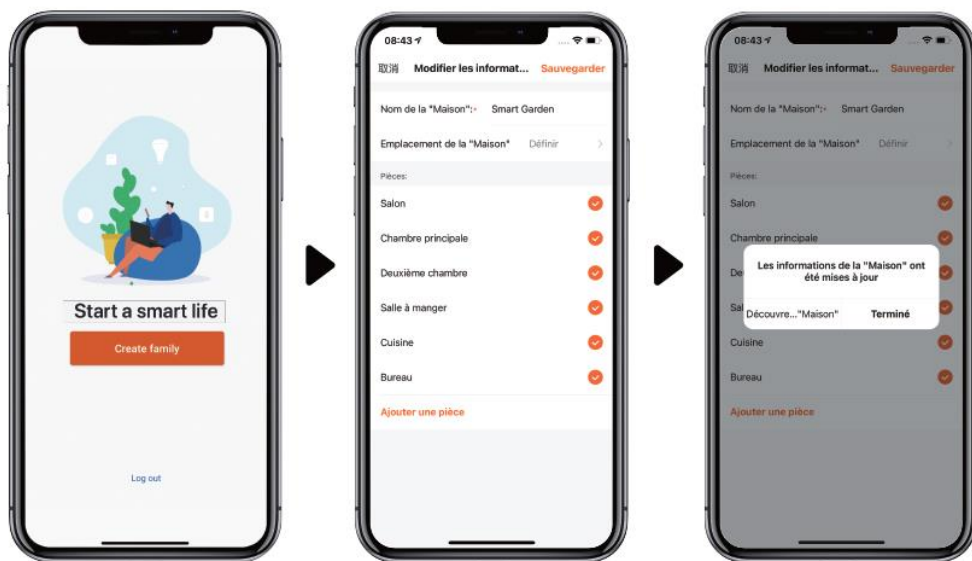 Start a smart life
Create family
Log out
08:43
取消 Modifier les informat... Sauvegarder
Nom de la "Maison":* Smart Garden
Emplacement de la "Maison" Définir
Pièces:
Salon
Chambre principale
Deuxième chambre
Salle à manger
Cuisine
Bureau
Ajouter une pièce
08:43
取消 Modifier les informat... Sauvegarder
Nom de la "Maison":* Smart Garden
Emplacement de la "Maison" Définir
Pièces:
Salon
Chambre principale
Les informations de la "Maison" ont
été mises à jour
De
Sal
Découvre..."Maison" Terminé
Cuisine
Bureau
Ajouter une pièce